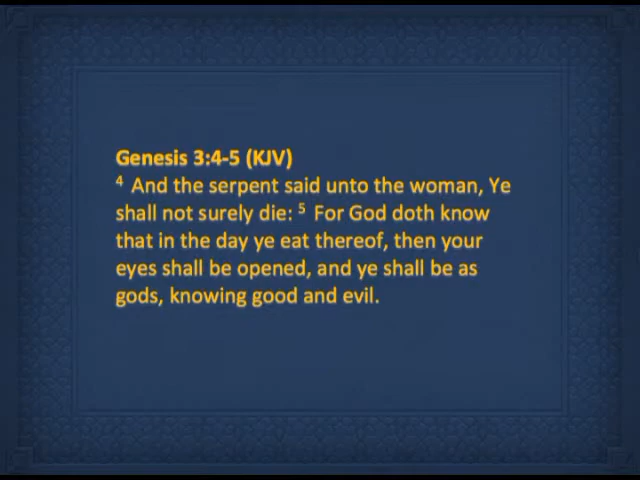 Genesis 3:4-5 (KJV)
4 And the serpent said unto the woman, Ye
shall not surely die: 5 For God doth know
that in the day ye eat thereof, then your
eyes shall be opened, and ye shall be as
gods, knowing good and evil.